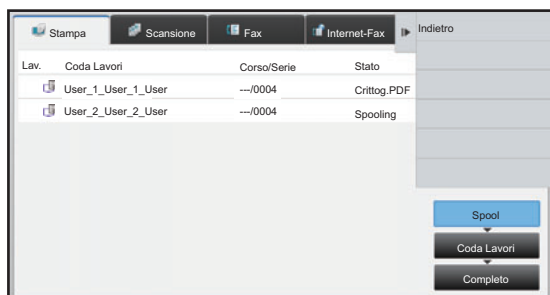 Stampa Scansione Fax Internet-Fax Indietro
Lav. Coda Lavori Corso/Serie Stato
User_1_User_1_User ---/0004 Crittog.PDF
User_2_User_2_User ---/0004 Spooling
Spool
Coda Lavori
Completo